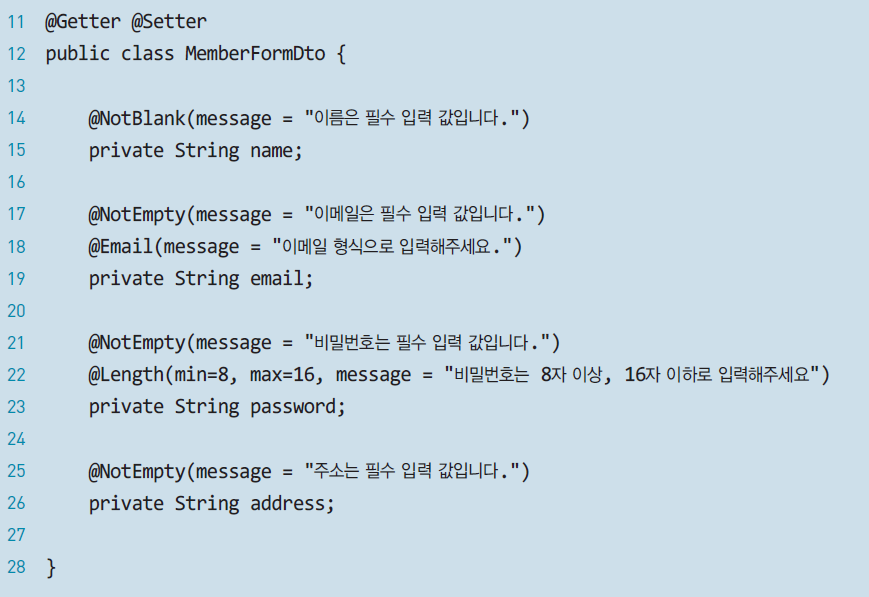 11 @Getter @Setter
12 public class MemberFormDto {
13
14 @NotBlank(message = "이름은 필수 입력 값입니다.")
15 private String name;
16
17 @NotEmpty(message = "이메일은 필수 입력 값입니다.")
18 @Email(message = "이메일 형식으로 입력해주세요.")
19 private String email;
20
21 @NotEmpty(message = "비밀번호는 필수 입력 값입니다.")
22 @Length(min=8, max=16, message = "비밀번호는 8자 이상, 16자 이하로 입력해주세요")
23 private String password;
24
25 @NotEmpty(message = "주소는 필수 입력 값입니다.")
26 private String address;
27
28 }